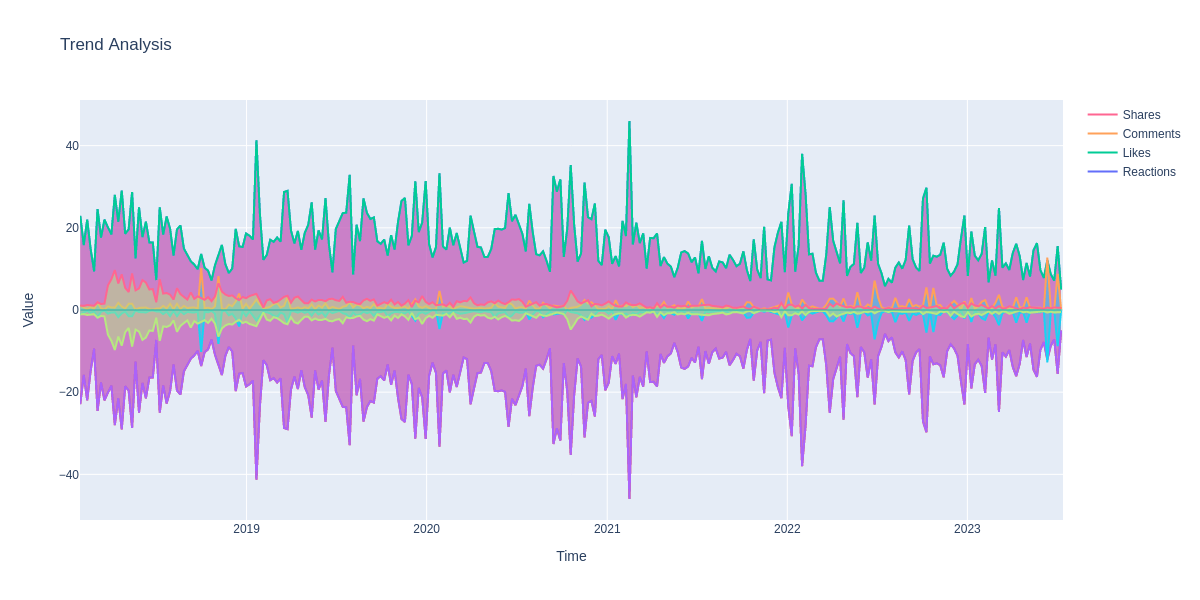 Trend Analysis
Shares
Comments
Likes
Reactions
40
20
0
−20
−40
Value
2019
2020
2021
2022
2023
Time